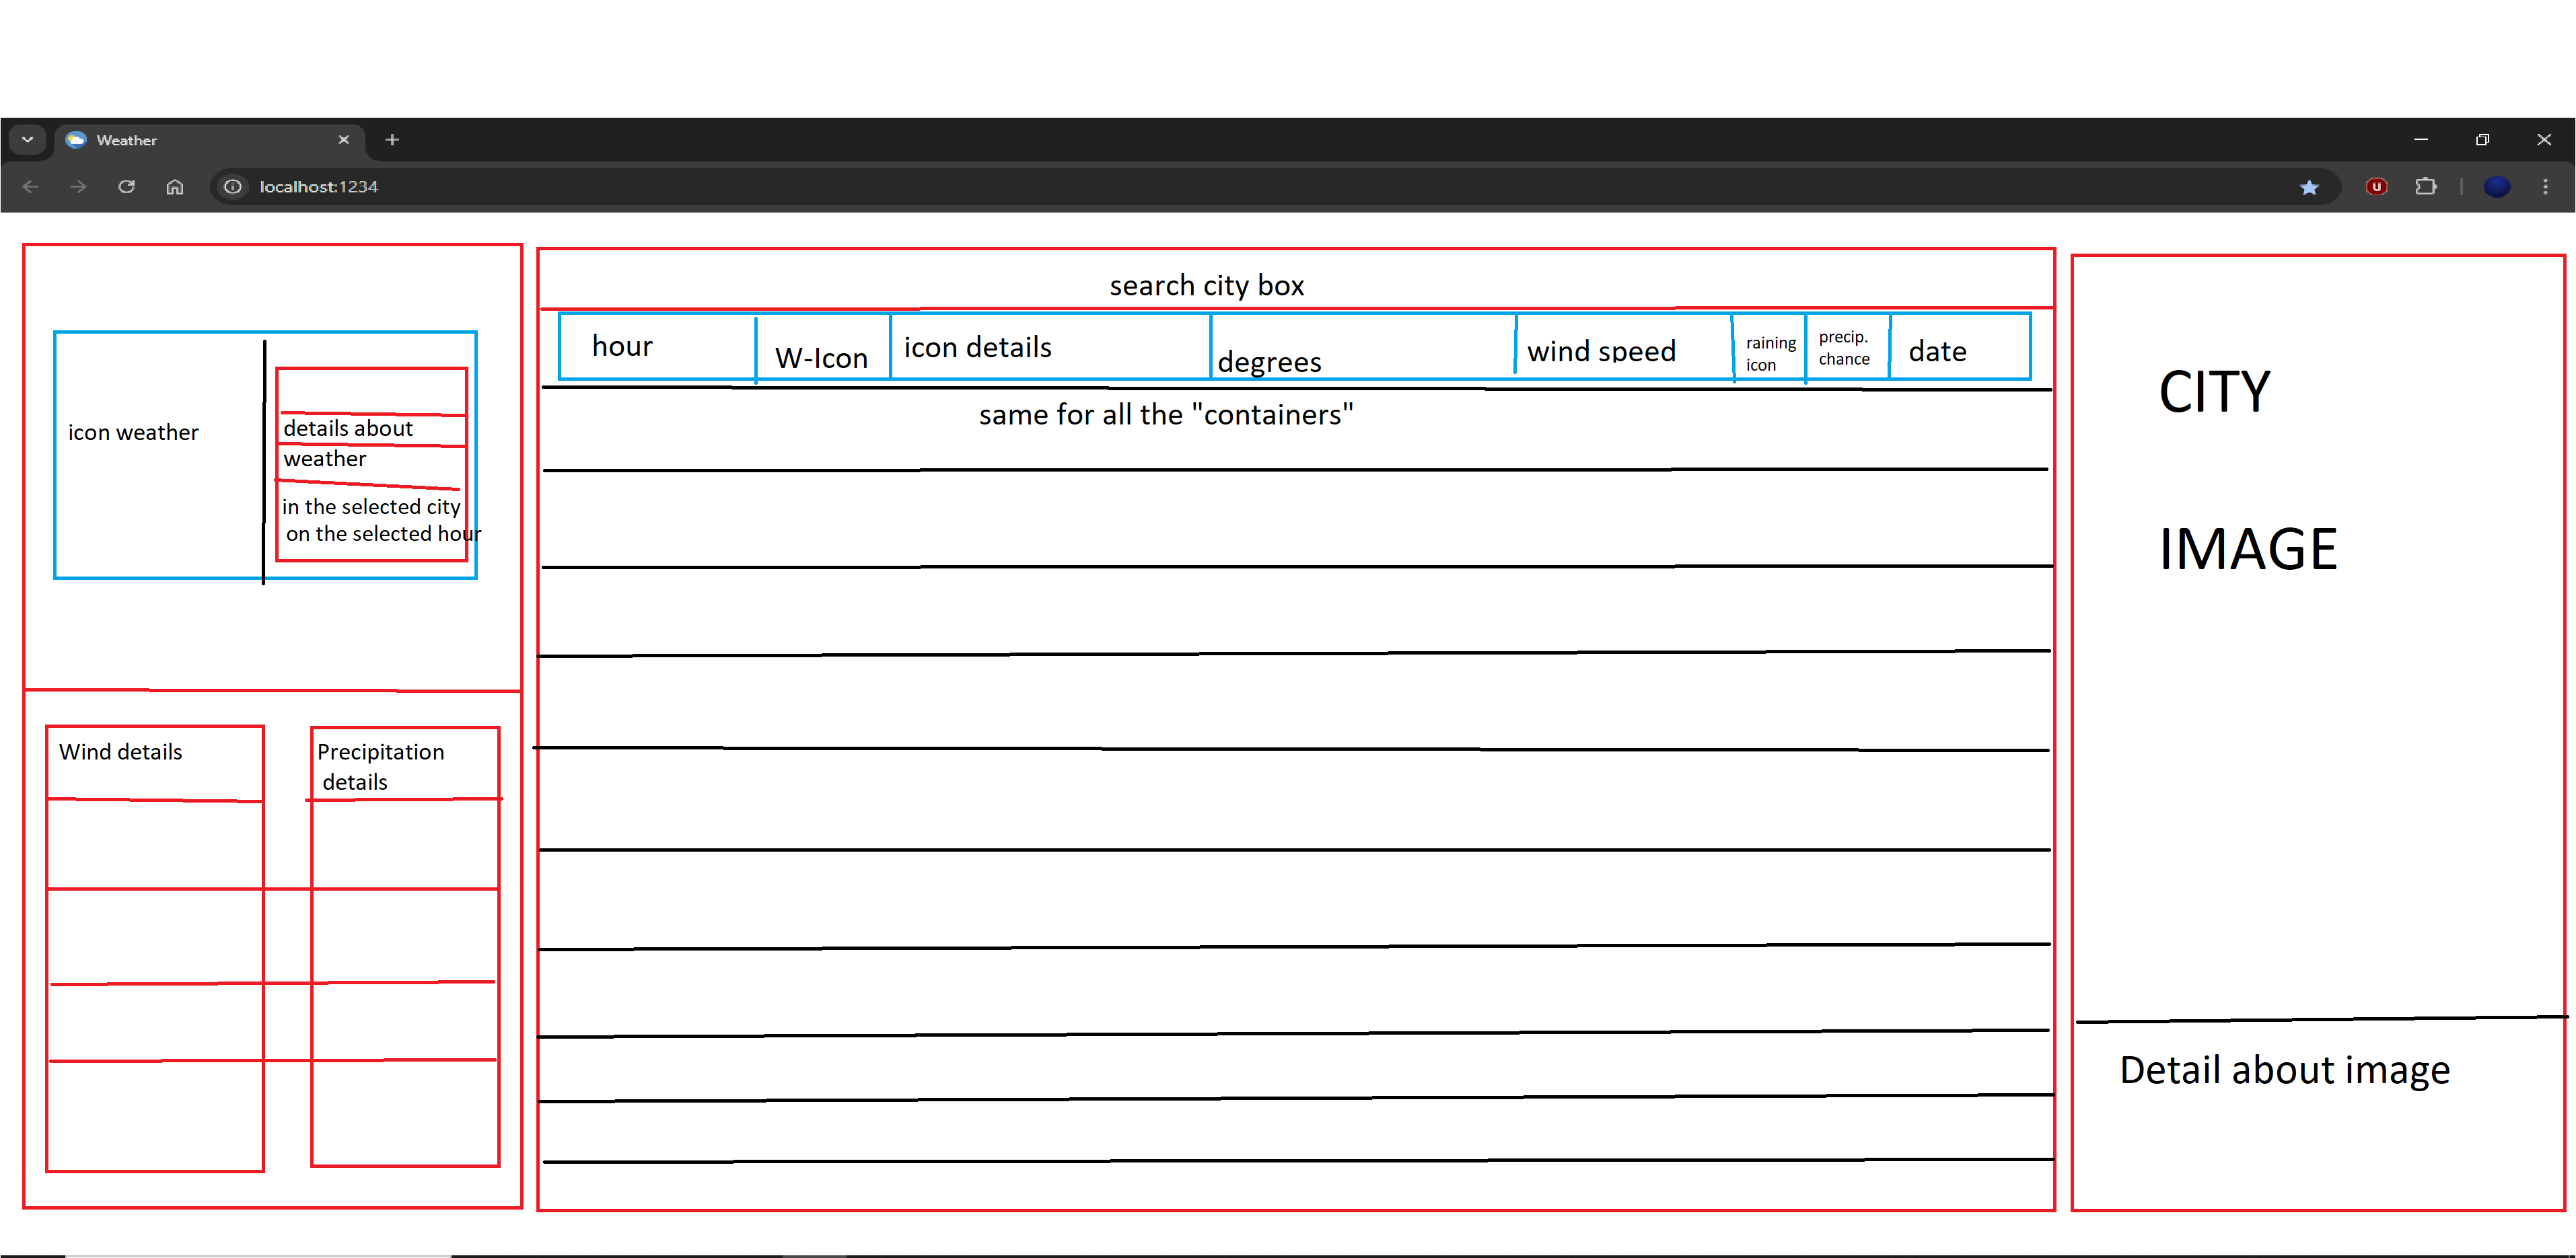 Weather
localhost:1234
icon weather
details about
weather
in the selected city
on the selected hour
Wind details
Precipitation
details
search city box
hour
W-Icon
icon details
degrees
wind speed
raining
icon
precip.
chance
date
same for all the "containers"
CITY
IMAGE
Detail about image